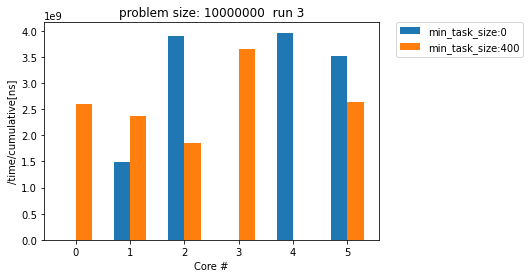 problem size: 10000000 run 3
1e9
4.0
3.5
3.0
2.5
2.0
1.5
1.0
0.5
0.0
/time/cumulative[ns]
0 1 2 3 4 5
Core #
min_task_size:0
min_task_size:400